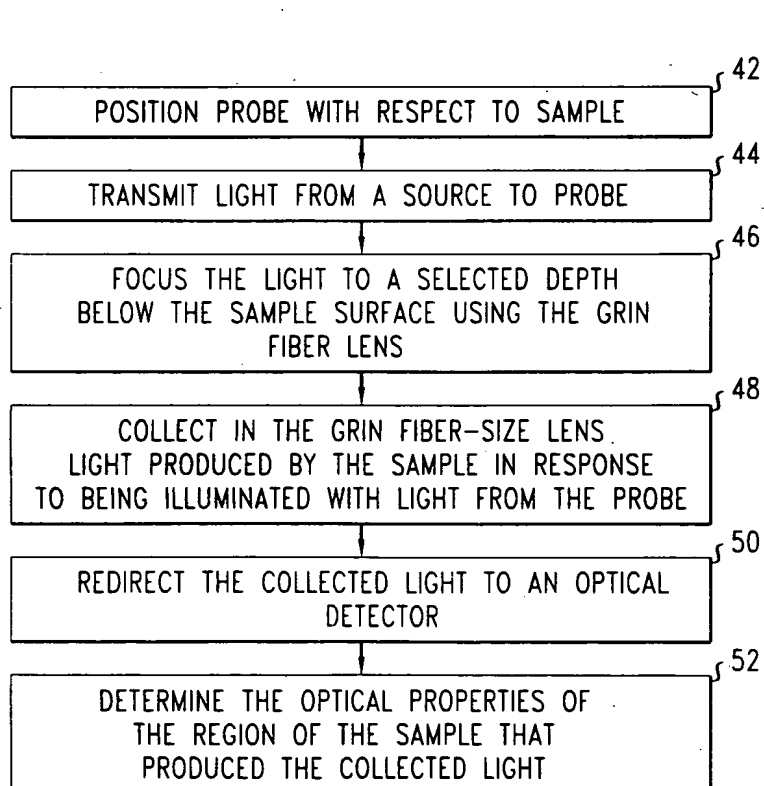 42
POSITION PROBE WITH RESPECT TO SAMPLE
44
TRANSMIT LIGHT FROM A SOURCE TO PROBE
46
FOCUS THE LIGHT TO A SELECTED DEPTH
BELOW THE SAMPLE SURFACE USING THE GRIN
FIBER LENS
48
COLLECT IN THE GRIN FIBER-SIZE LENS
LIGHT PRODUCED BY THE SAMPLE IN RESPONSE
TO BEING ILLUMINATED WITH LIGHT FROM THE PROBE
50
REDIRECT THE COLLECTED LIGHT TO AN OPTICAL
DETECTOR
52
DETERMINE THE OPTICAL PROPERTIES OF
THE REGION OF THE SAMPLE THAT
PRODUCED THE COLLECTED LIGHT